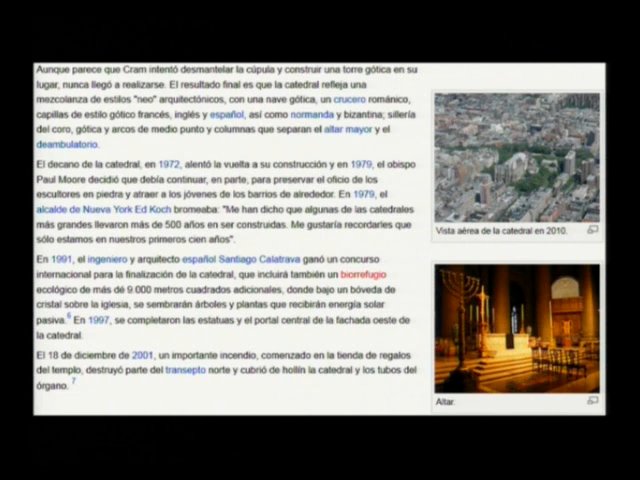 Aunque parece que Cram intentó desmantelar la cúpula y construir una torre gótica en su
lugar, nunca llegó a realizarse. El resultado final es que la catedral refleja una
mezcolanza de estilos "neo" arquitectónicos, con una nave gótica, un crucero románico,
capillas de estilo gótico francés, inglés y español, así como normanda y bizantina; sillería
del coro, gótica y arcos de medio punto y columnas que separan el altar mayor y el
deambulatorio.
El decano de la catedral, en 1972, alentó la vuelta a su construcción y en 1979, el obispo
Paul Moore decidió que debía continuar, en parte, para preservar el oficio de los
escultores en piedra y atraer a los jóvenes de los barrios de alrededor. En 1979, el
alcalde de Nueva York Ed Koch bromeaba: "Me han dicho que algunas de las catedrales
más grandes llevaron más de 500 años en ser construidas. Me gustaría recordarles que
sólo estamos en nuestros primeros cien años".
En 1991, el ingeniero y arquitecto español Santiago Calatrava ganó un concurso
internacional para la finalización de la catedral, que incluirá también un biorrefugio
ecológico de más dé 9.000 metros cuadrados adicionales, donde bajo un bóveda de
cristal sobre la iglesia, se sembrarán árboles y plantas que recibirán energía solar
pasiva.6 En 1997, se completaron las estatuas y el portal central de la fachada oeste de
la catedral.
El 18 de diciembre de 2001, un importante incendio, comenzado en la tienda de regalos
del templo, destruyó parte del transepto norte y cubrió de hollín la catedral y los tubos del
órgano. 7
Vista aérea de la catedral en 2010.
Altar.